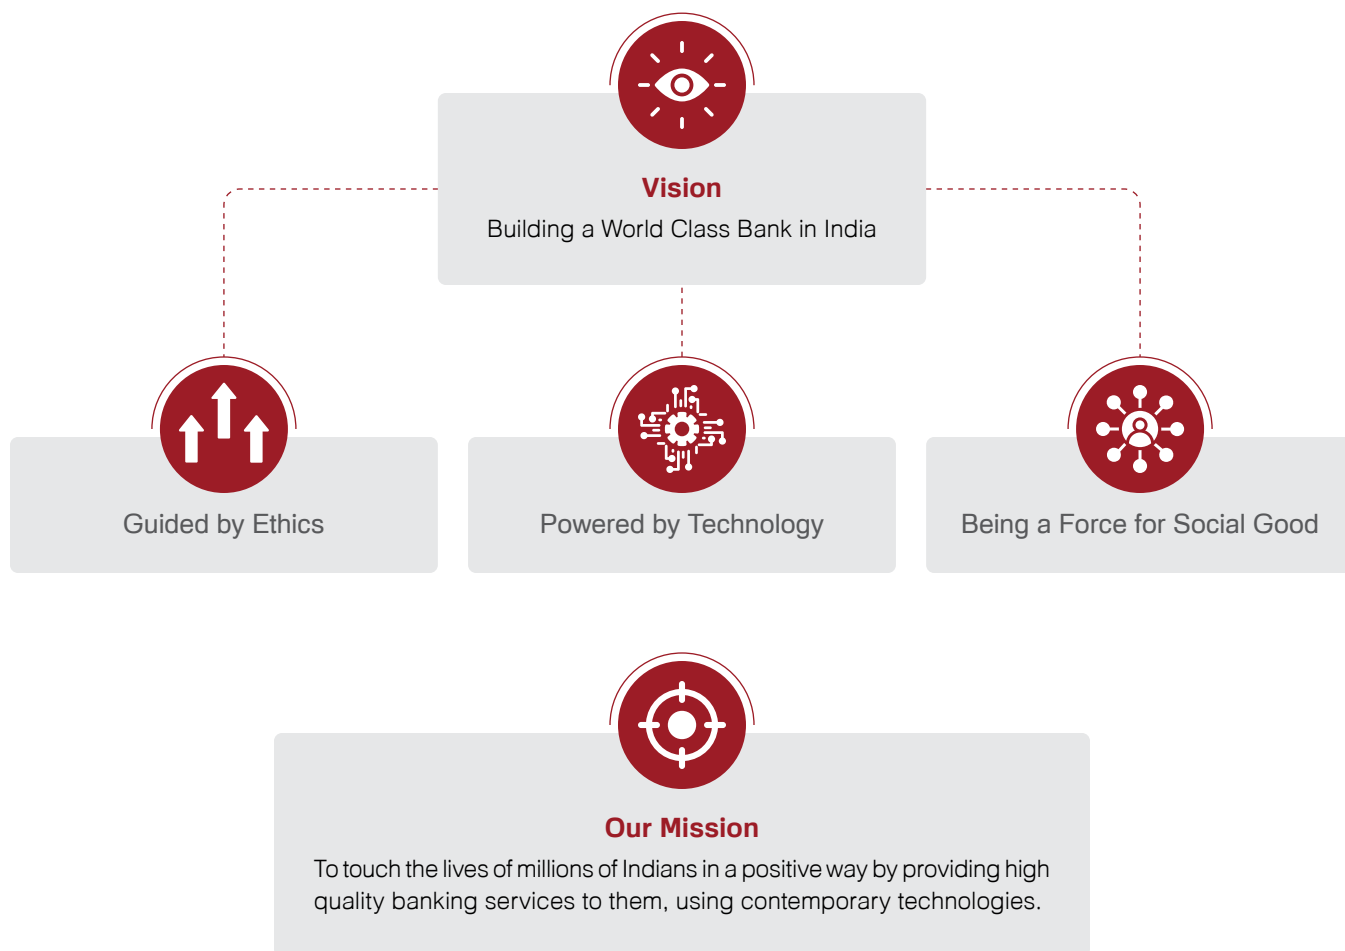 Vision
Building a World Class Bank in India
Guided by Ethics
Powered by Technology
Being a Force for Social Good
Our Mission
To touch the lives of millions of Indians in a positive way by providing high
quality banking services to them, using contemporary technologies.